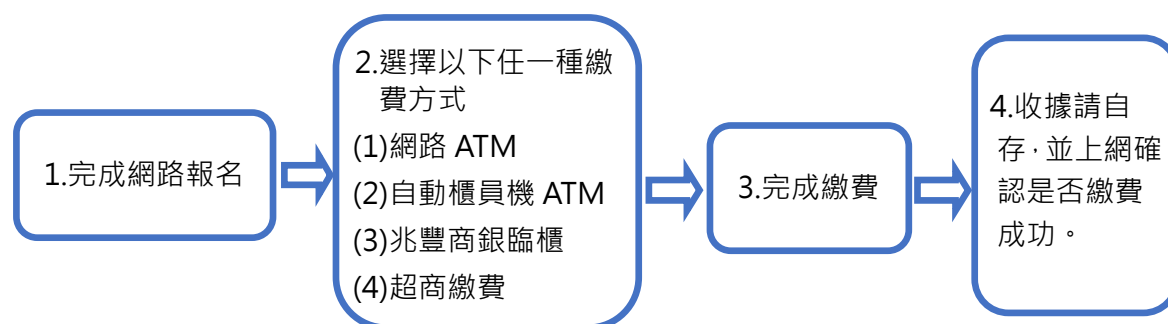 1.完成網路報名
2.選擇以下任一種繳
費方式
(1)網路 ATM
(2)自動櫃員機 ATM
(3)兆豐商銀臨櫃
(4)超商繳費
3.完成繳費
4.收據請自
存，並上網確
認是否繳費
成功。